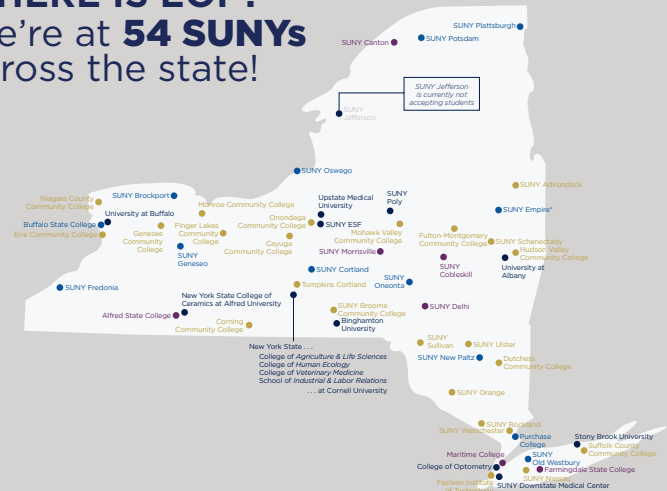 WHERE IS EOP?
We're at 54 SUNYs
across the state!
SUNY Plattsburgh
SUNY Canton
SUNY Potsdam
SUNY Jefferson
is currently not
accepting students
SUNY
Jefferson
SUNY Oswego
SUNY Adirondack
Niagara County
Community College
SUNY Brockport
Monroe Community College
Upstate Medical
University
SUNY
Poly
SUNY Empire*
University at Buffalo
Buffalo State College
Erie Community College
Genesee
Community
College
Finger Lakes
Community
College
SUNY
Geneseo
Onondaga
Community College
SUNY ESF
Cayuga
Community College
Mohawk Valley
Community College
SUNY Morrisville
Fulton-Montgomery
Community College
SUNY Schenectady
Hudson Valley
Community College
SUNY
Cobleskill
University at
Albany
SUNY Cortland
SUNY
Oneonta
SUNY Fredonia
Tompkins Cortland
New York State College of
Ceramics at Alfred University
Alfred State College
Corning
Community College
SUNY Broome
Community College
Binghamton
University
SUNY Delhi
New York State . . .
College of Agriculture & Life Sciences
College of Human Ecology
College of Veterinary Medicine
School of Industrial & Labor Relations
. . . at Cornell University
SUNY
Sullivan
SUNY Ulster
SUNY New Paltz
Dutchess
Community College
SUNY Orange
SUNY Rockland
SUNY Westchester
Purchase
College
Stony Brook University
Suffolk County
Community College
Maritime College
SUNY
Old Westbury
College of Optometry
Farmingdale State College
SUNY Nassau
Fashion Institute
of Technology
SUNY Downstate Medical Center